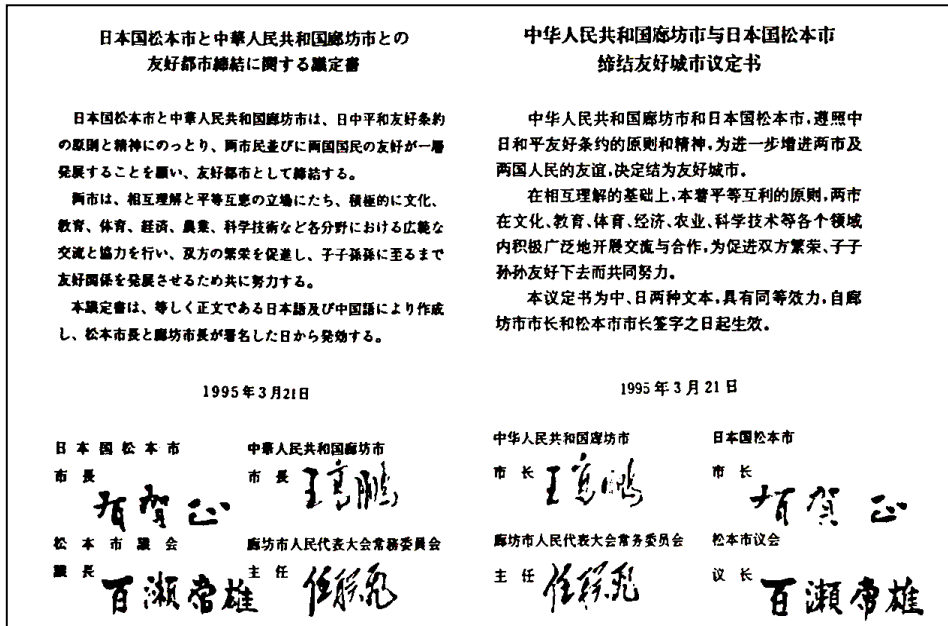 日本国松本市と中華人民共和国廊坊市との
友好都市締結に関する議定書
日本国松本市と中華人民共和国廊坊市は、日中平和友好条約
の原則と精神にのっとり、両市民並びに両国国民の友好が一層
発展することを願い、友好都市として締結する。
両市は、相互理解と平等互恵の立場にたち、積極的に文化、
教育、体育、経済、農業、科学技術など各分野における広範な
交流と協力を行い、双方の繁栄を促進し、子子孫孫に至るまで
友好関係を発展させるため共に努力する。
本議定書は、等しく正文である日本語及び中国語により作成
し、松本市長と廊坊市長が署名した日から発効する。
1995年3月21日
日本国松本市
市長
有賀正
中華人民共和国廊坊市
市長
王富鹏
松本市議会
議長
百瀬常雄
廊坊市人民代表大会常務委員会
主任
中华人民共和国廊坊市与日本国松本市
缔结友好城市议定书
中华人民共和国廊坊市和日本国松本市,遵照中
日和平友好条约的原则和精神,为进一步增进两市及
两国人民的友谊,决定结为友好城市。
在相互理解的基础上,本着平等互利的原则,两市
在文化、教育、体育、经济、农业、科学技术等各个领域
内积极广泛地开展交流与合作,为促进双方繁荣、子子
孙孙友好下去而共同努力。
本议定书为中、日两种文本,具有同等效力,自廊
坊市市长和松本市市长签字之日起生效。
1995年3月21日
中华人民共和国廊坊市
市长
王富鹏
日本国松本市
市长
有賀正
廊坊市人民代表大会常务委员会
主任
松本市议会
议长
百瀬常雄